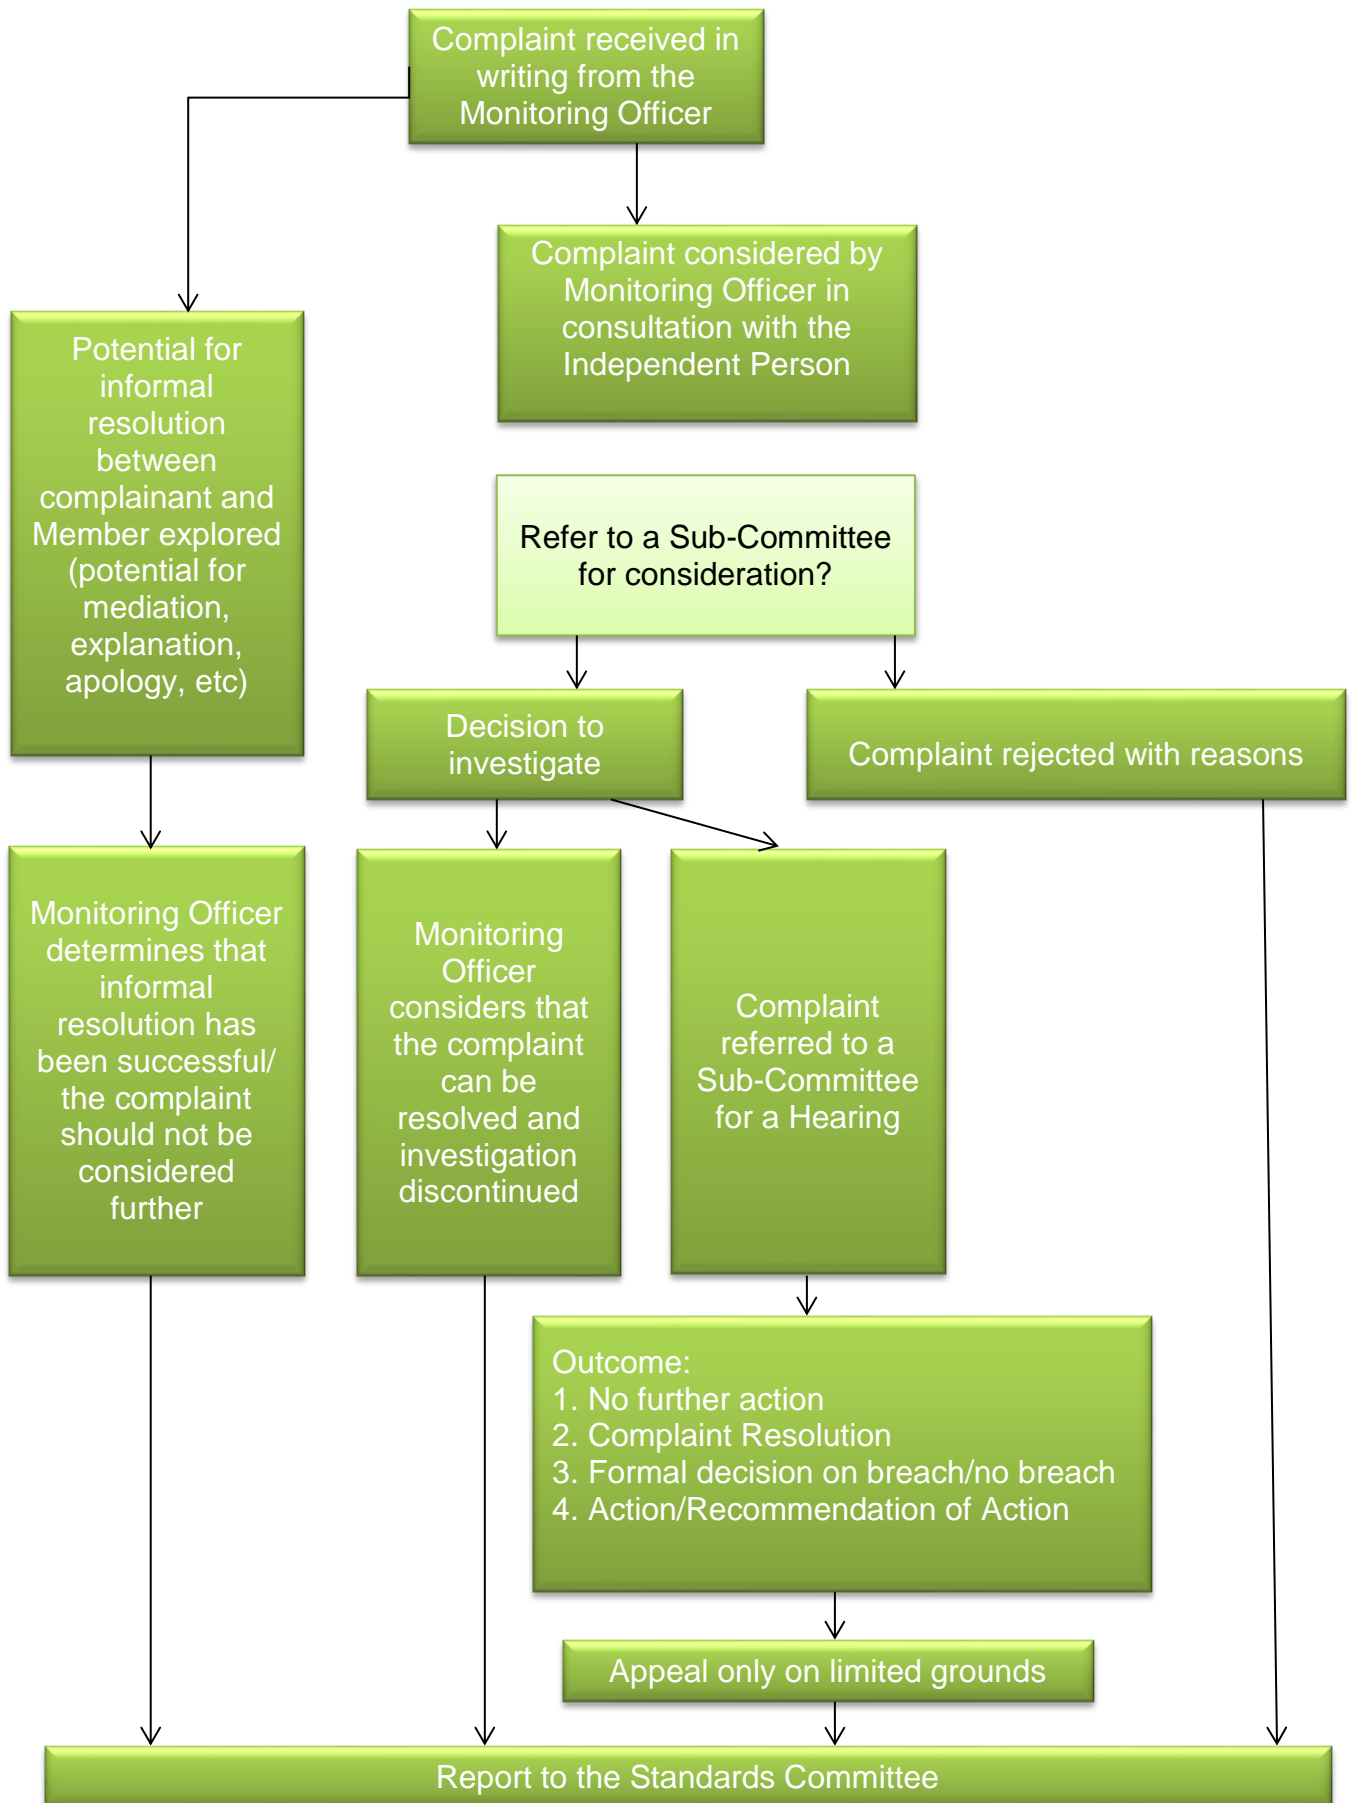 Complaint received in
writing from the
Monitoring Officer
Complaint considered by
Monitoring Officer in
consultation with the
Independent Person
Potential for
informal
resolution
between
complainant and
Member explored
(potential for
mediation,
explanation,
apology, etc)
Refer to a Sub-Committee
for consideration?
Decision to
investigate
Complaint rejected with reasons
Monitoring Officer
determines that
informal
resolution has
been successful/
the complaint
should not be
considered
further
Monitoring
Officer
considers that
the complaint
can be
resolved and
investigation
discontinued
Complaint
referred to a
Sub-Committee
for a Hearing
Outcome:
1. No further action
2. Complaint Resolution
3. Formal decision on breach/no breach
4. Action/Recommendation of Action
Appeal only on limited grounds
Report to the Standards Committee